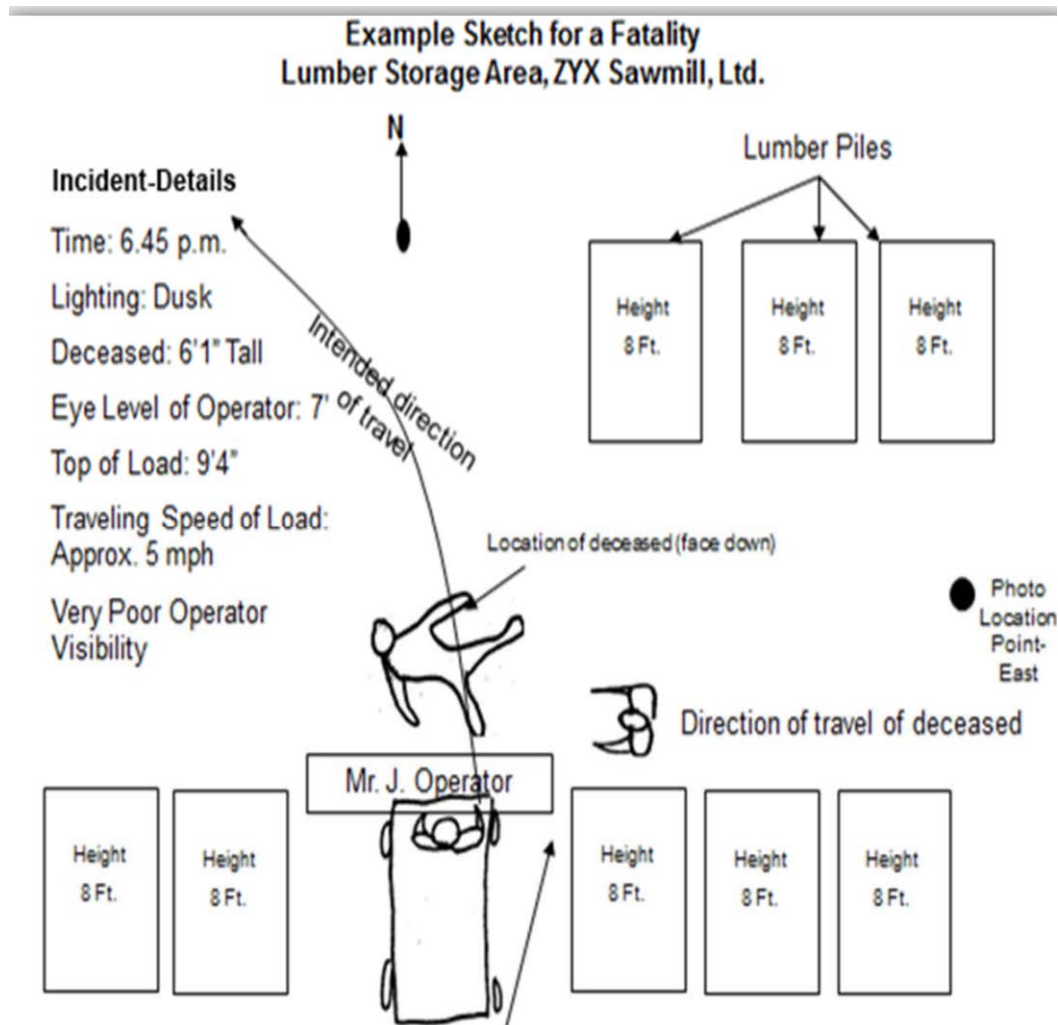 Example Sketch for a Fatality
Lumber Storage Area, ZYX Sawmill, Ltd.
N
Lumber Piles
Incident-Details
Time: 6.45 p.m.
Lighting: Dusk
Deceased: 6'1" Tall
Eye Level of Operator: 7'
Top of Load: 9'4"
Traveling Speed of Load:
Approx. 5 mph
Very Poor Operator
Visibility
Intended direction
of travel
Height
8 Ft.
Height
8 Ft.
Height
8 Ft.
Location of deceased (face down)
Photo
Location
Point-
East
Direction of travel of deceased
Mr. J. Operator
Height
8 Ft.
Height
8 Ft.
Height
8 Ft.
Height
8 Ft.
Height
8 Ft.